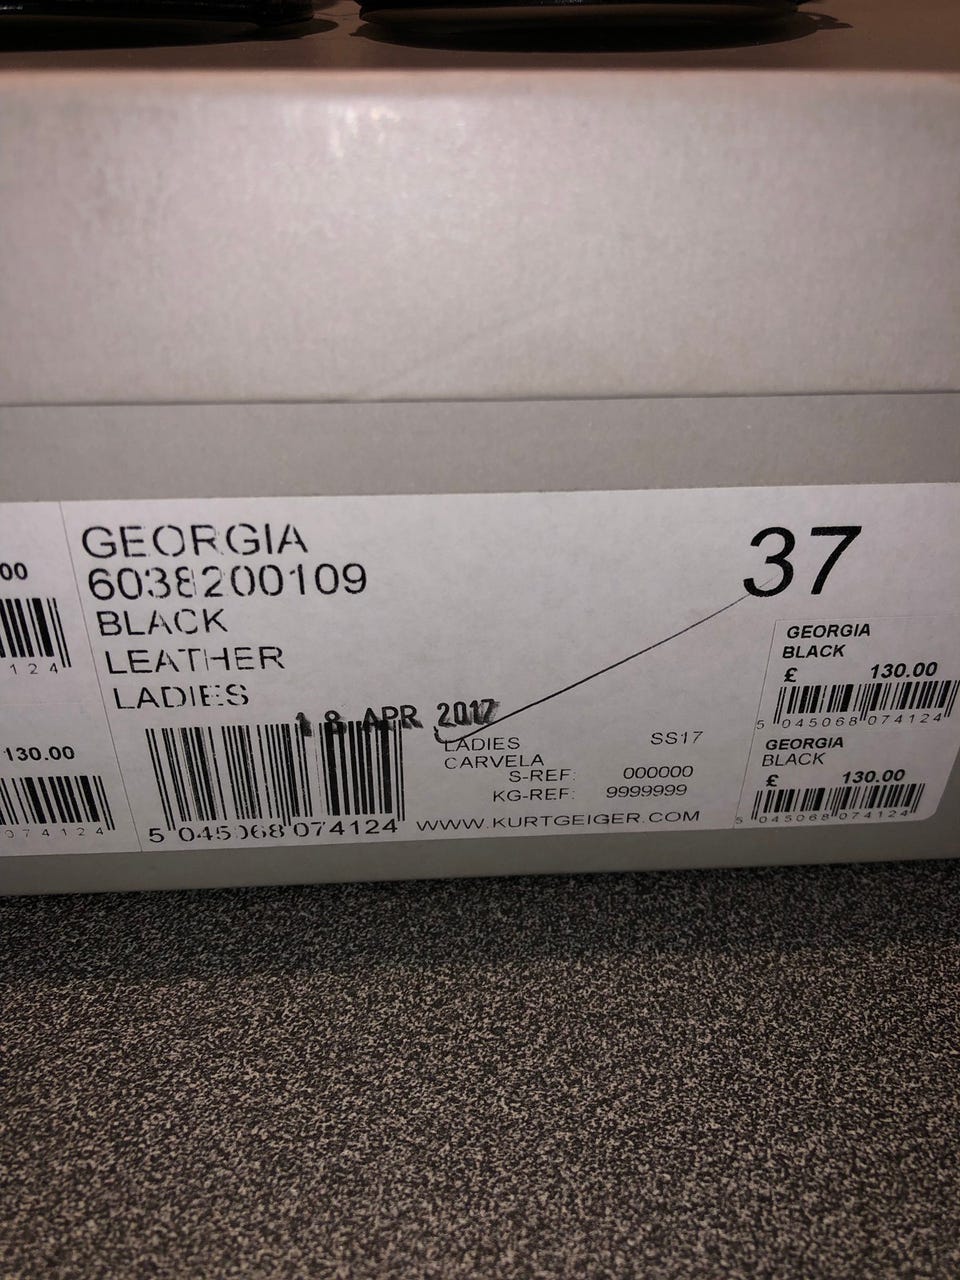 00
124
130.00
074124
GEORGIA
6038200109
BLACK
LEATHER
LADIES
18 APR 2017
5 045068 074124
LADIES
SS17
CARVELA
S-REF: 000000
KG-REF: 9999999
WWW.KURTGEIGER.COM
37
GEORGIA
BLACK
£ 130.00
5 045068 074124
GEORGIA
BLACK
£ 130.00
5 045068 074124